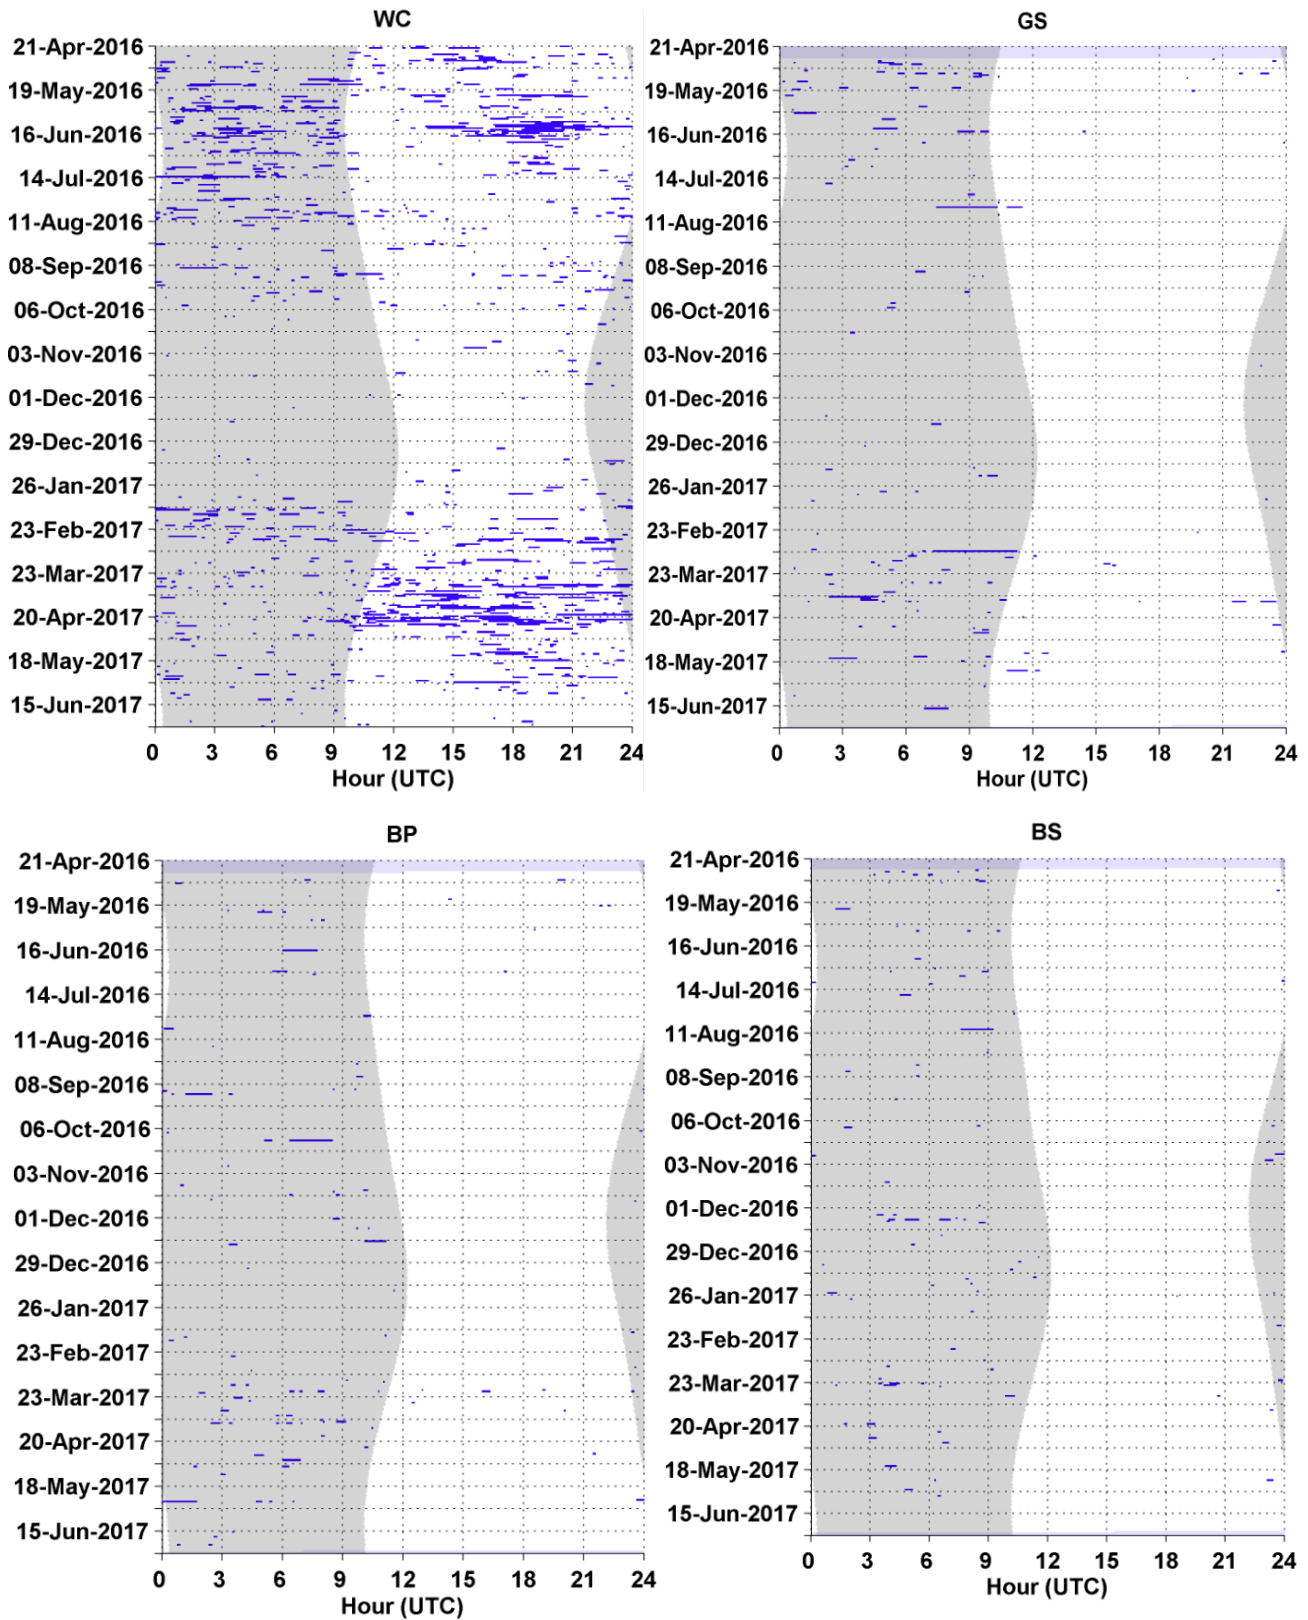 WC
21-Apr-2016
19-May-2016
16-Jun-2016
14-Jul-2016
11-Aug-2016
08-Sep-2016
06-Oct-2016
03-Nov-2016
01-Dec-2016
29-Dec-2016
26-Jan-2017
23-Feb-2017
23-Mar-2017
20-Apr-2017
18-May-2017
15-Jun-2017
0 3 6 9 12 15 18 21 24
Hour (UTC)
GS
21-Apr-2016
19-May-2016
16-Jun-2016
14-Jul-2016
11-Aug-2016
08-Sep-2016
06-Oct-2016
03-Nov-2016
01-Dec-2016
29-Dec-2016
26-Jan-2017
23-Feb-2017
23-Mar-2017
20-Apr-2017
18-May-2017
15-Jun-2017
0 3 6 9 12 15 18 21 24
Hour (UTC)
BP
21-Apr-2016
19-May-2016
16-Jun-2016
14-Jul-2016
11-Aug-2016
08-Sep-2016
06-Oct-2016
03-Nov-2016
01-Dec-2016
29-Dec-2016
26-Jan-2017
23-Feb-2017
23-Mar-2017
20-Apr-2017
18-May-2017
15-Jun-2017
0 3 6 9 12 15 18 21 24
Hour (UTC)
BS
21-Apr-2016
19-May-2016
16-Jun-2016
14-Jul-2016
11-Aug-2016
08-Sep-2016
06-Oct-2016
03-Nov-2016
01-Dec-2016
29-Dec-2016
26-Jan-2017
23-Feb-2017
23-Mar-2017
20-Apr-2017
18-May-2017
15-Jun-2017
0 3 6 9 12 15 18 21 24
Hour (UTC)